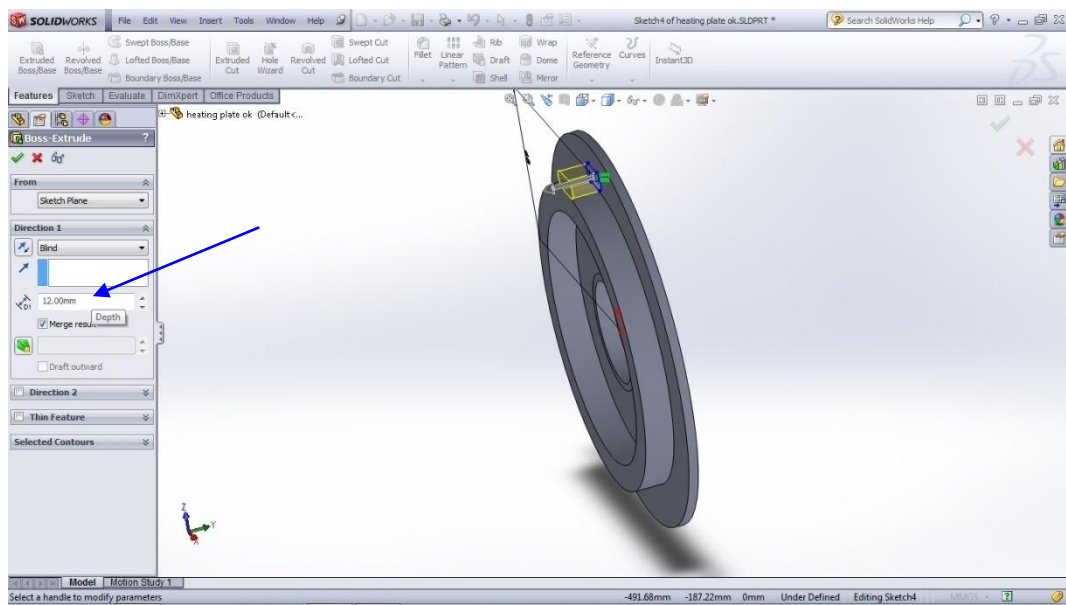 SOLIDWORKS File Edit View Insert Tools Window Help Sketch4 of heating plate ok.SLDPRT * Search SolidWorks Help
Extruded Boss/Base Revolved Boss/Base Swept Boss/Base Lofted Boss/Base Boundary Boss/Base Extruded Cut Hole Wizard Revolved Cut Swept Cut Lofted Cut Boundary Cut Fillet Linear Pattern Rib Draft Shell Wrap Dome Mirror Reference Geometry Curves Instant3D
Features Sketch Evaluate DimXpert Office Products
heating plate ok (Default<...
Boss-Extrude ?
From
Sketch Plane
Direction 1
Blind
D1 12.00mm
Depth
Merge result
Draft outward
Direction 2
Thin Feature
Selected Contours
Z
Y
X
Model Motion Study 1
Select a handle to modify parameters -491.68mm -187.22mm 0mm Under Defined Editing Sketch4 MMGS